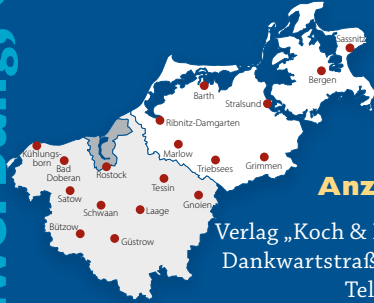 Sassnitz
Bergen
Barth
Stralsund
Ribnitz-Damgarten
Marlow
Kühlungs-
born
Bad
Doberan
Rostock
Triebsees
Grimmen
Satow
Tessin
Gnoien
Schwaan
Laage
Bützow
Güstrow
Anz
Verlag „Koch &
Dankwartstraß
Tel